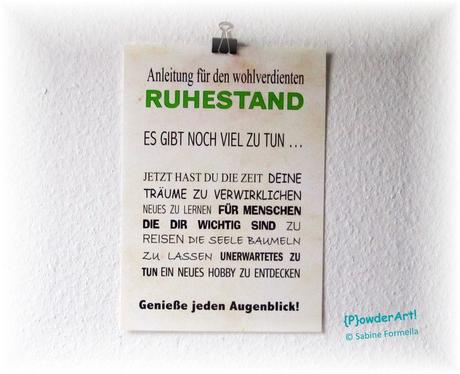 Anleitung für den wohlverdienten
RUHESTAND
ES GIBT NOCH VIEL ZU TUN ...
JETZT HAST DU DIE ZEIT DEINE
TRÄUME ZU VERWIRKLICHEN
NEUES ZU LERNEN FÜR MENSCHEN
DIE DIR WICHTIG SIND ZU
REISEN DIE SEELE BAUMELN
ZU LASSEN UNERWARTETES ZU
TUN EIN NEUES HOBBY ZU ENTDECKEN
Genieße jeden Augenblick!
{P}owderArt!
© Sabine Formella